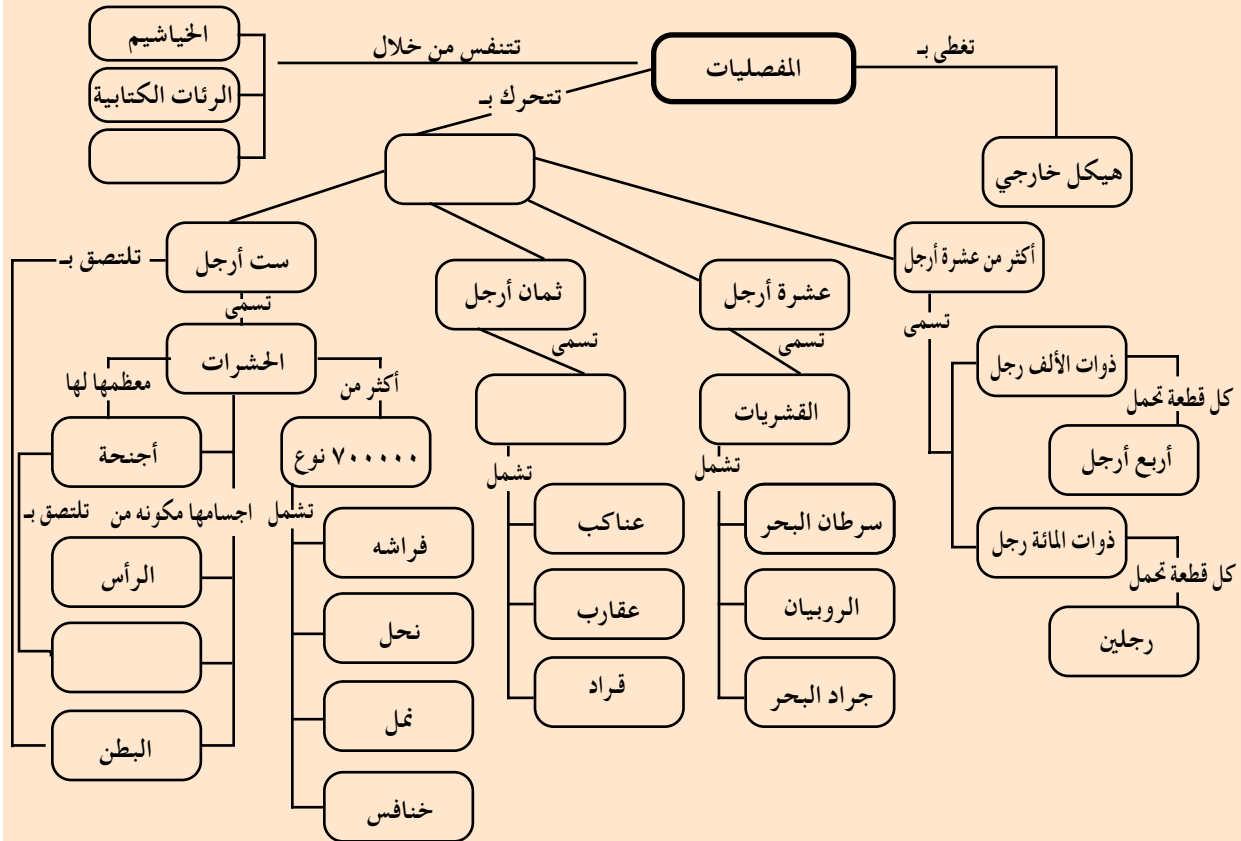 المفصليات
تغطى بـ
هيكل خارجي
تتنفس من خلال
الخياشيم
الرئات الكتابية
تتحرك بـ
أكثر من عشرة أرجل
تسمى
ذوات الألف رجل
كل قطعة تحمل
أربع أرجل
ذوات المائة رجل
كل قطعة تحمل
رجلين
عشرة أرجل
تسمى
القشريات
تشمل
سرطان البحر
الروبيان
جراد البحر
ثمان أرجل
تسمى
تشمل
عناكب
عقارب
قراد
ست أرجل
تلتصق بـ
تسمى
الحشرات
أكثر من
٧٠٠٠٠٠ نوع
تشمل
فراشه
نحل
نمل
خنافس
معظمها لها
أجنحة
تلتصق بـ
اجسامها مكونه من
الرأس
البطن